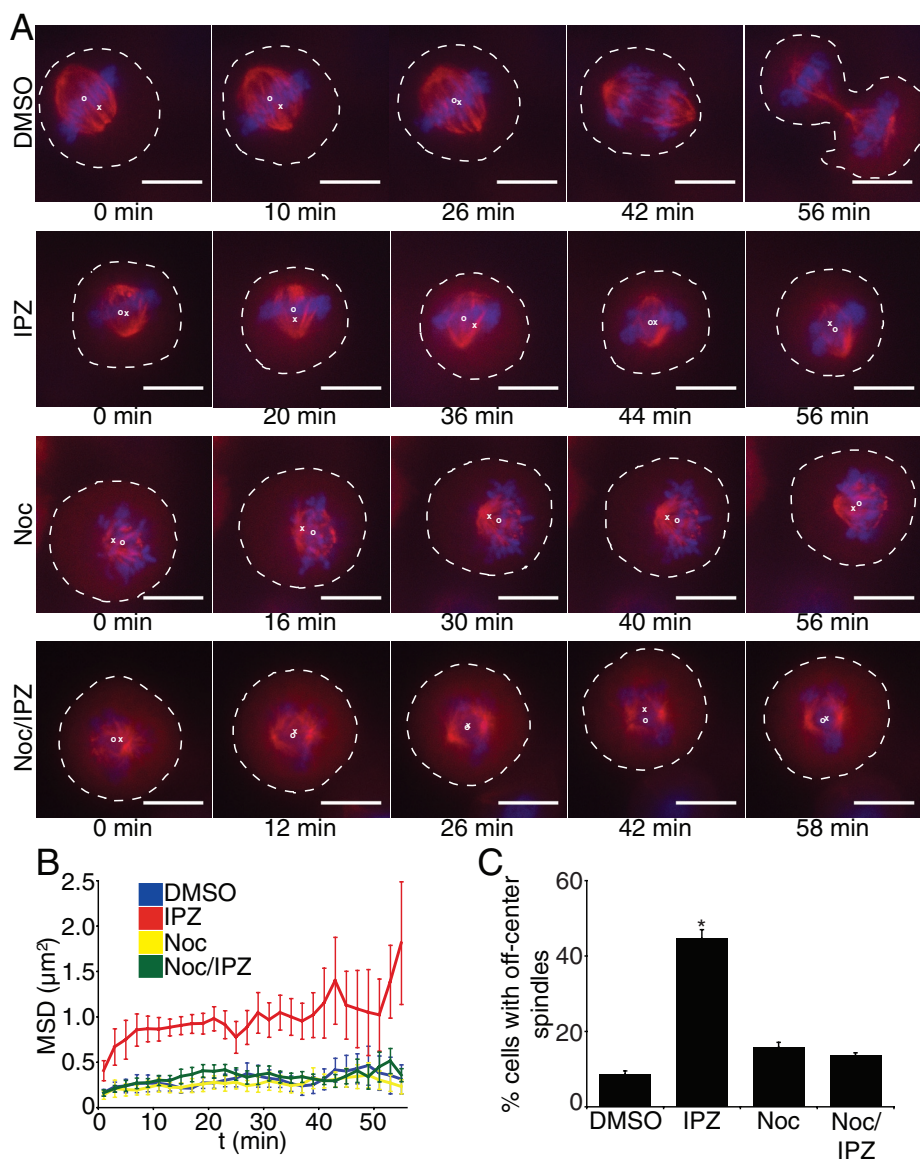 A
DMSO
0 min 10 min 26 min 42 min 56 min
IPZ
0 min 20 min 36 min 44 min 56 min
Noc
0 min 16 min 30 min 40 min 56 min
Noc/IPZ
0 min 12 min 26 min 42 min 58 min
B
MSD (µm²)
2.5
2.0
1.5
1.0
0.5
0
DMSO
IPZ
Noc
Noc/IPZ
0 10 20 30 40 50
t (min)
C
% cells with off-center
spindles
60
40
20
0
*
DMSO IPZ Noc Noc/
IPZ